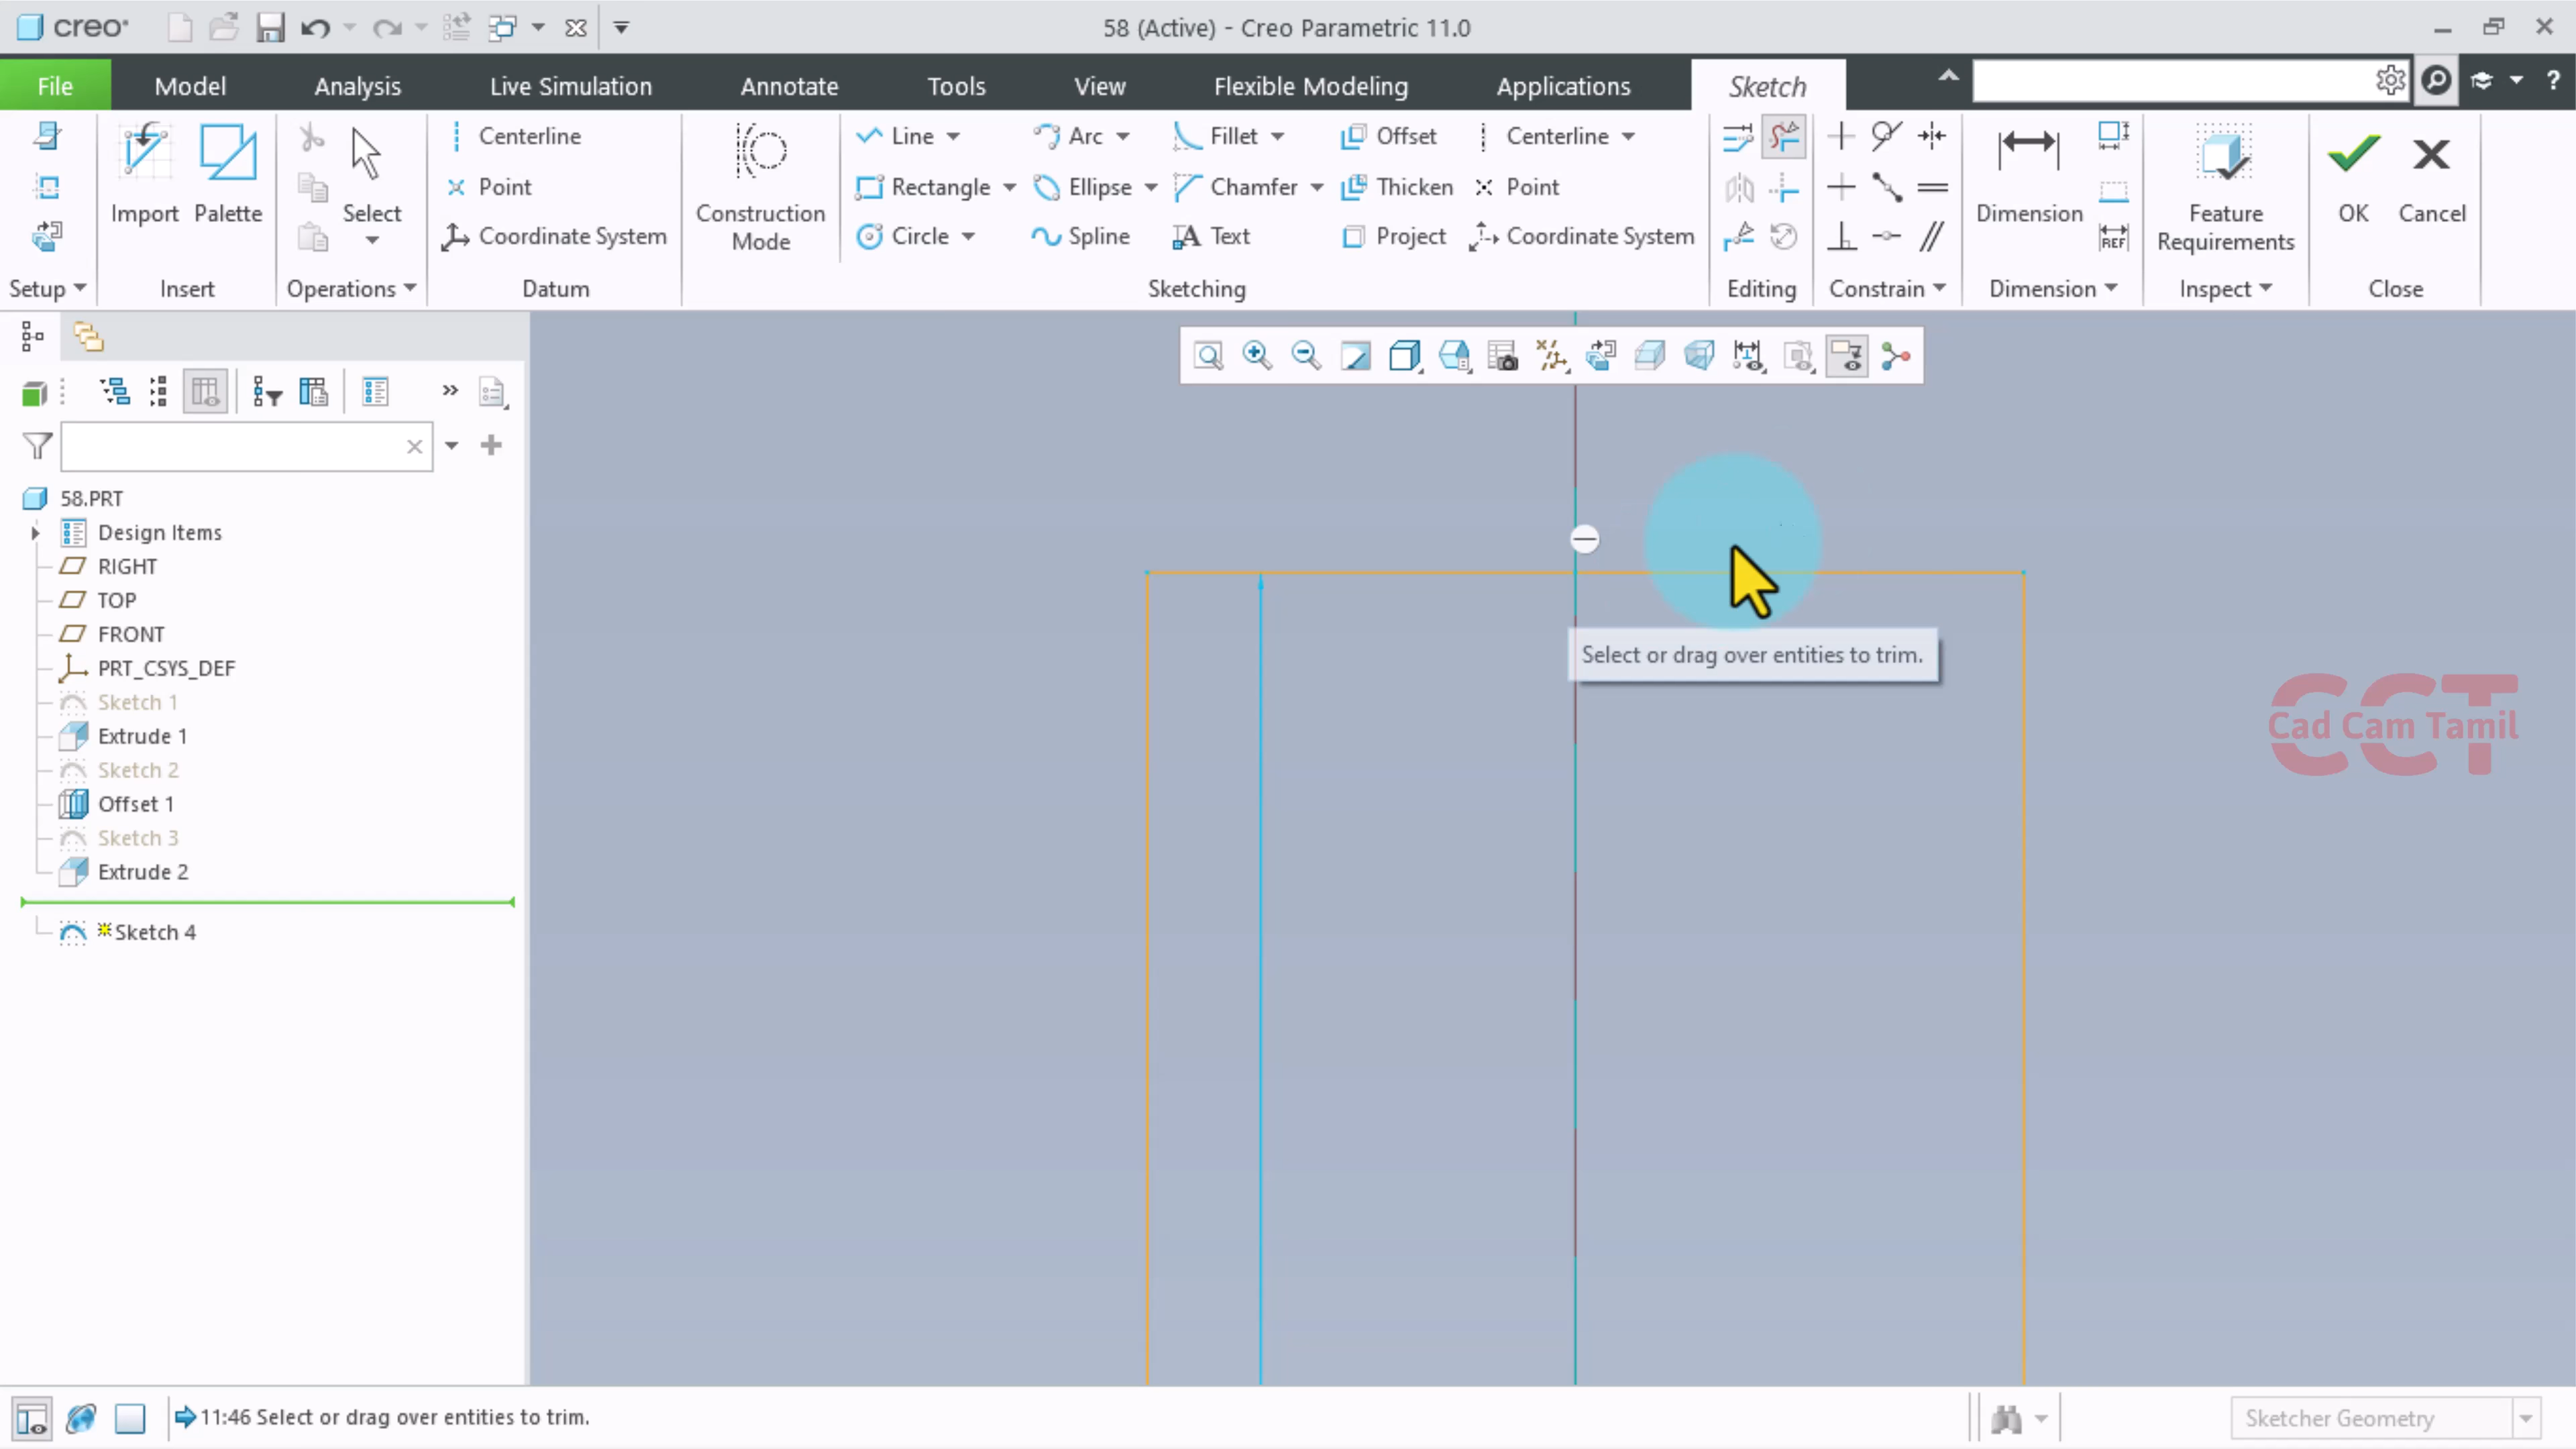 creo
58 (Active) - Creo Parametric 11.0
File Model Analysis Live Simulation Annotate Tools View Flexible Modeling Applications Sketch
Centerline Line Arc Fillet Offset Centerline
Point Rectangle Ellipse Chamfer Thicken Point
Import Palette Select Construction Mode Dimension Feature Requirements OK Cancel
Coordinate System Circle Spline Text Project Coordinate System REF
Setup Insert Operations Datum Sketching Editing Constrain Dimension Inspect Close
58.PRT
Design Items
RIGHT
TOP
FRONT
PRT_CSYS_DEF
Sketch 1
Extrude 1
Sketch 2
Offset 1
Sketch 3
Extrude 2
Sketch 4
Select or drag over entities to trim.
CCT
Cad Cam Tamil
11:46 Select or drag over entities to trim.
Sketcher Geometry